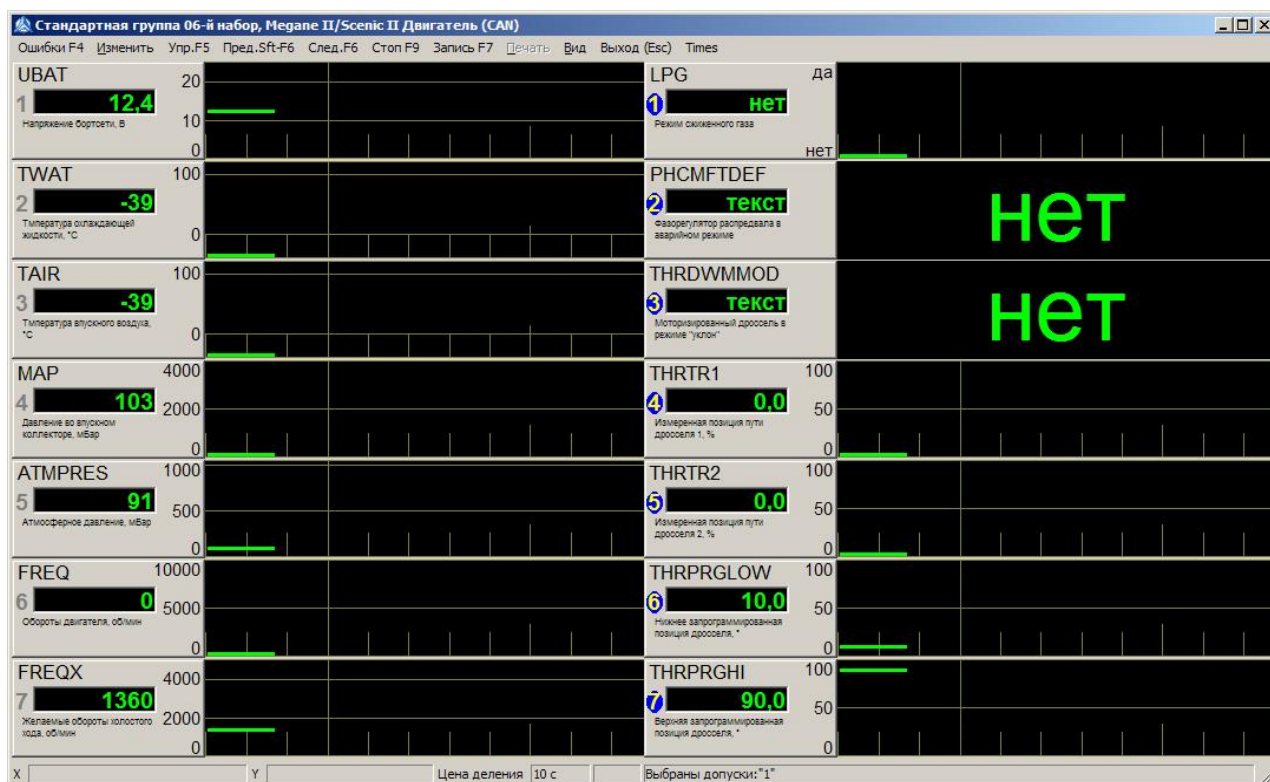 Стандартная группа 06-й набор, Megane II/Scenic II Двигатель (CAN)
Ошибки F4 Изменить Упр.F5 Пред.Sft-F6 След.F6 Стоп F9 Запись F7 Печать Вид Выход (Esc) Times
UBAT
20
1 12,4
10
Напряжение бортсети, В
0
TWAT
100
2 -39
Тмпература охлаждающей
жидкости, °C
0
TAIR
100
3 -39
Тмпература впускного воздуха,
°C
0
MAP
4000
4 103
2000
Давление во впускном
коллекторе, мБар
0
ATMPRES
1000
5 91
500
Атмосферное давление, мБар
0
FREQ
10000
6 0
5000
Обороты двигателя, об/мин
0
FREQX
4000
7 1360
2000
Желаемые обороты холостого
хода, об/мин
0
LPG
да
1 нет
Режим сжиженного газа
нет
PHCMFTDEF
2 текст
Фазорегулятор распредвала в
аварийном режиме
нет
THRDWMMOD
3 текст
Моторизированный дроссель в
режиме "уклон"
нет
THRTR1
100
4 0,0
50
Измеренная позиция пути
дросселя 1, %
0
THRTR2
100
5 0,0
50
Измеренная позиция пути
дросселя 2, %
0
THRPRGLOW
100
6 10,0
50
Нижнее запрограммированная
позиция дросселя, °
0
THRPRGHI
100
7 90,0
50
Верхняя запрограммированная
позиция дросселя, °
0
X Y Цена деления 10 с Выбраны допуски:"1"